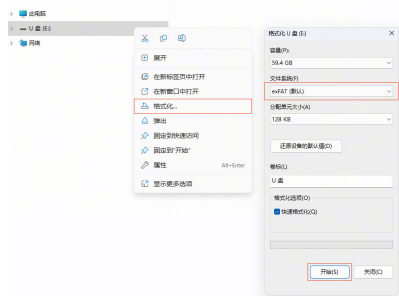 此电脑
U 盘 (E:)
网络
展开
在新标签页中打开
在新窗口中打开
格式化...
弹出
固定到快速访问
固定到"开始"
属性 Alt+Enter
显示更多选项
格式化 U 盘 (E:)
容量(P):
59.4 GB
文件系统(F)
exFAT (默认)
分配单元大小(A)
128 KB
还原设备的默认值(D)
卷标(L)
U 盘
格式化选项(O)
快速格式化(Q)
开始(S)
关闭(C)